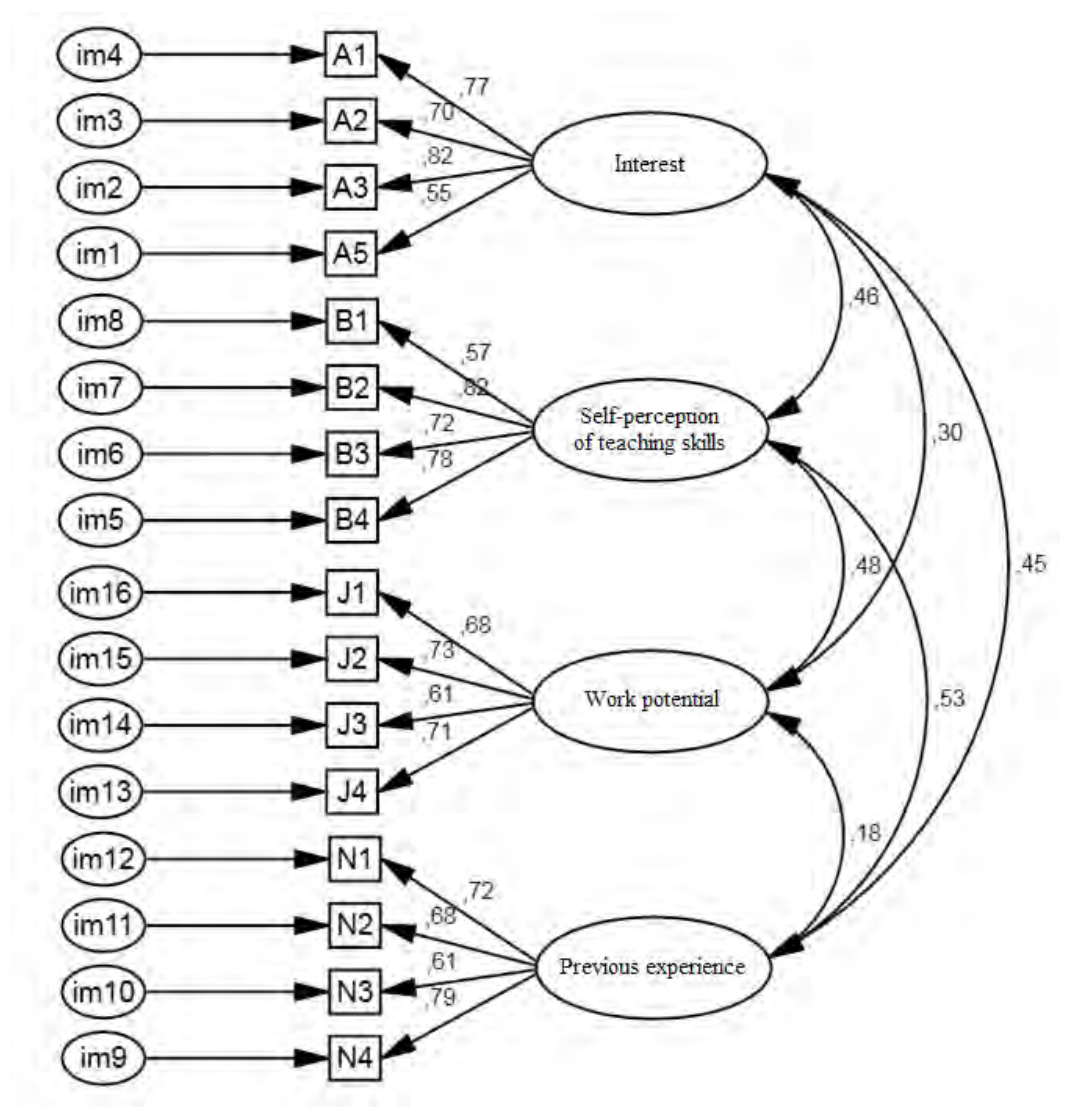 im4
A1
,77
im3
A2
,70
Interest
im2
A3
,82
im1
A5
,55
,46
im8
B1
,57
im7
B2
,82
Self-perception
of teaching skills
,30
im6
B3
,72
im5
B4
,78
,48
,45
im16
J1
,68
im15
J2
,73
Work potential
,53
im14
J3
,61
im13
J4
,71
,18
im12
N1
,72
im11
N2
,68
Previous experience
im10
N3
,61
im9
N4
,79